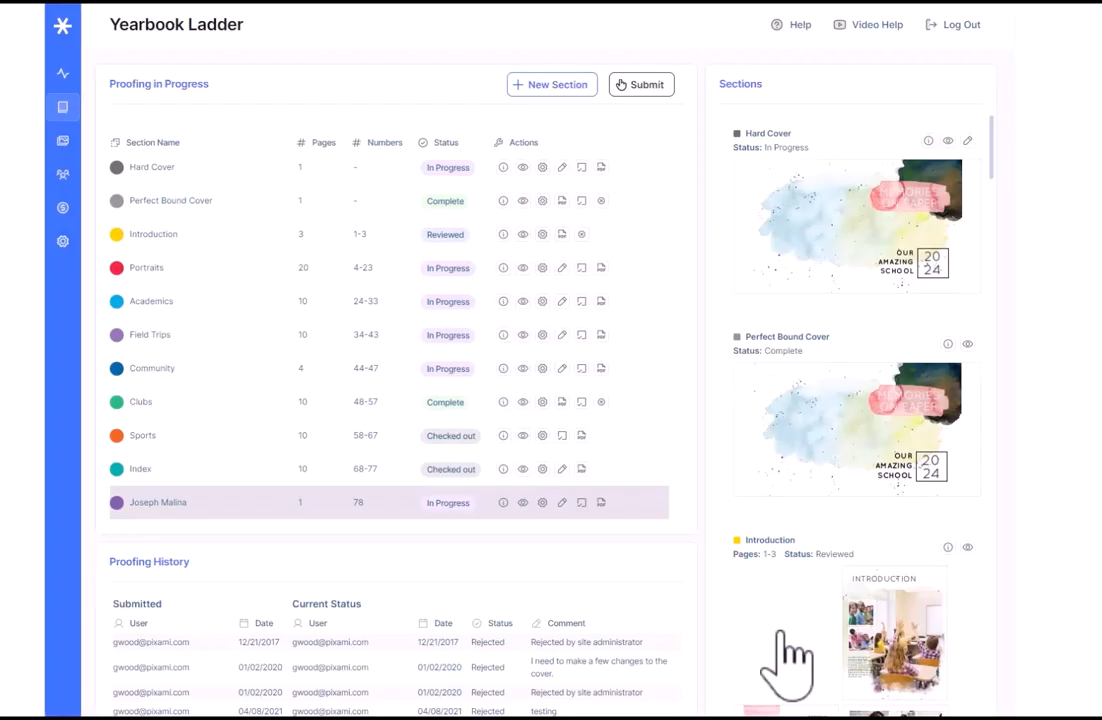 Yearbook Ladder
Help
Video Help
Log Out
Proofing in Progress
New Section
Submit
Section Name
Pages
Numbers
Status
Actions
Hard Cover 1 - In Progress
Perfect Bound Cover 1 - Complete
Introduction 3 1-3 Reviewed
Portraits 20 4-23 In Progress
Academics 10 24-33 In Progress
Field Trips 10 34-43 In Progress
Community 4 44-47 In Progress
Clubs 10 48-57 Complete
Sports 10 58-67 Checked out
Index 10 68-77 Checked out
Joseph Malina 1 78 In Progress
Proofing History
Submitted
Current Status
User
Date
User
Date
Status
Comment
gwood@pixami.com 12/21/2017 gwood@pixami.com 12/21/2017 Rejected Rejected by site administrator
gwood@pixami.com 01/02/2020 gwood@pixami.com 01/02/2020 Rejected I need to make a few changes to the
cover.
gwood@pixami.com 01/02/2020 gwood@pixami.com 01/02/2020 Rejected Rejected by site administrator
gwood@pixami.com 04/08/2021 gwood@pixami.com 04/08/2021 Rejected testing
Sections
Hard Cover
Status: In Progress
MEMORIES
ON PAPER
OUR
AMAZING
SCHOOL
20
24
Perfect Bound Cover
Status: Complete
MEMORIES
ON PAPER
OUR
AMAZING
SCHOOL
20
24
Introduction
Pages: 1-3 Status: Reviewed
INTRODUCTION